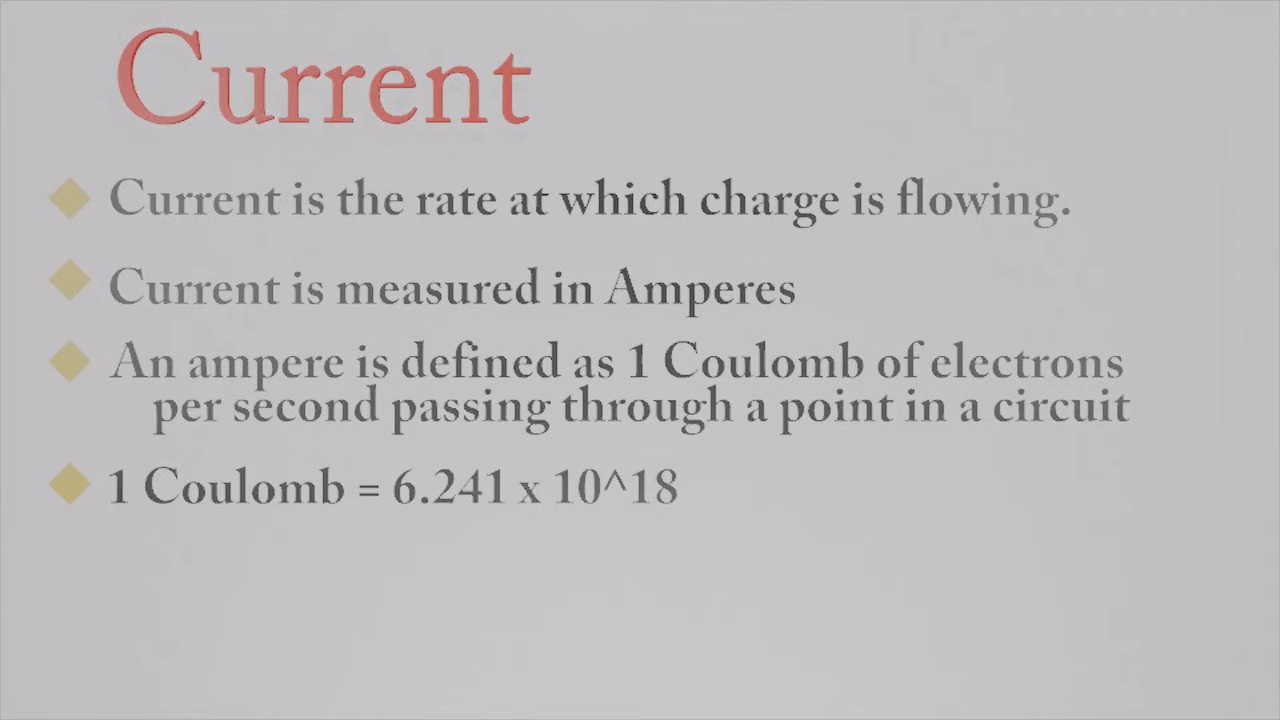 Current
Current is the rate at which charge is flowing.
Current is measured in Amperes
An ampere is defined as 1 Coulomb of electrons
per second passing through a point in a circuit
1 Coulomb = 6.241 x 10^18